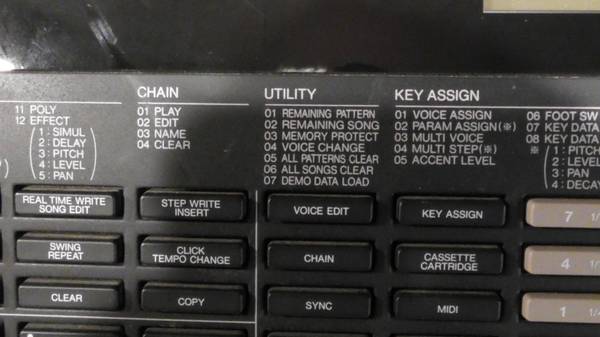 11 POLY
12 EFFECT
1 : SIMUL
2 : DELAY
3 : PITCH
4 : LEVEL
5 : PAN
CHAIN
01 PLAY
02 EDIT
03 NAME
04 CLEAR
UTILITY
01 REMAINING PATTERN
02 REMAINING SONG
03 MEMORY PROTECT
04 VOICE CHANGE
05 ALL PATTERNS CLEAR
06 ALL SONGS CLEAR
07 DEMO DATA LOAD
KEY ASSIGN
01 VOICE ASSIGN
02 PARAM ASSIGN(※)
03 MULTI VOICE
04 MULTI STEP(※)
05 ACCENT LEVEL
06 FOOT SW
07 KEY DATA
08 KEY DATA
※ 1 : PITCH
2 : LEVEL
3 : PAN
4 : DECA
REAL TIME WRITE
SONG EDIT
STEP WRITE
INSERT
VOICE EDIT
KEY ASSIGN
7 1/
SWING
REPEAT
CLICK
TEMPO CHANGE
CHAIN
CASSETTE
CARTRIDGE
4 1/
CLEAR
COPY
SYNC
MIDI
1 1/